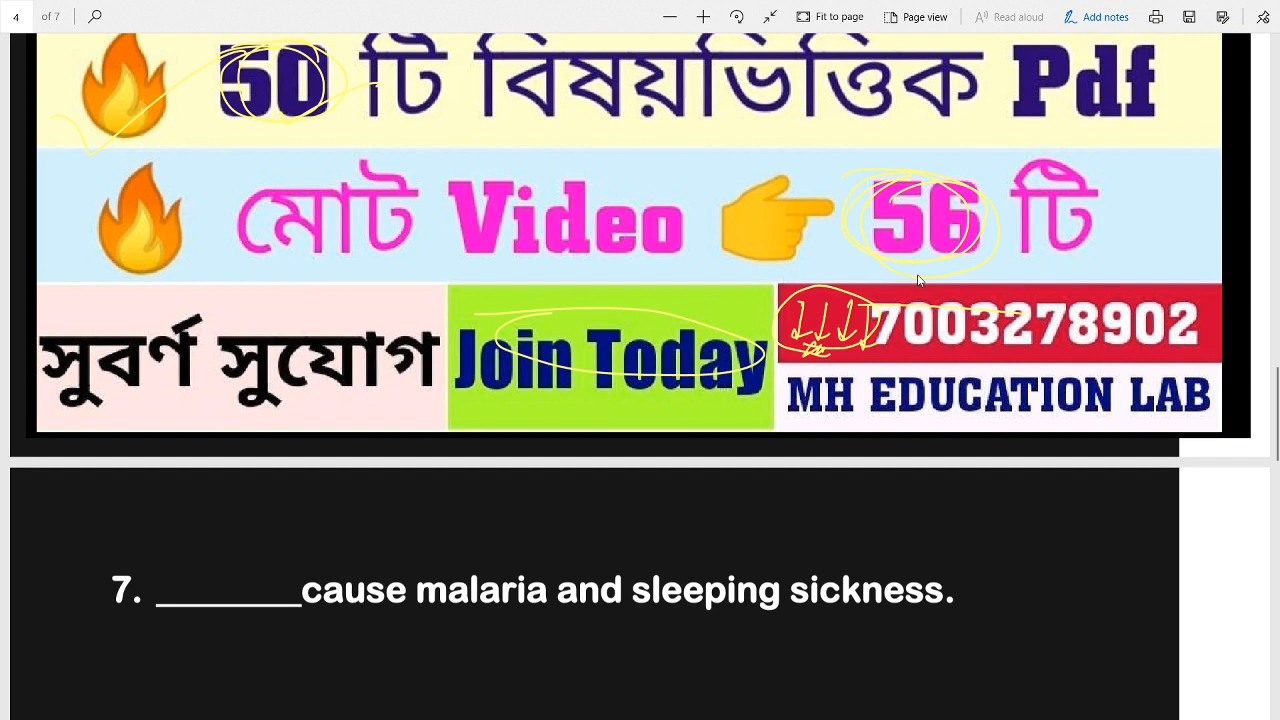 4 of 7 Fit to page Page view Read aloud Add notes
50 টি বিষয়ভিত্তিক Pdf
মোট Video 56 টি
সুবর্ণ সুযোগ Join Today 7003278902
MH EDUCATION LAB
7. ________cause malaria and sleeping sickness.